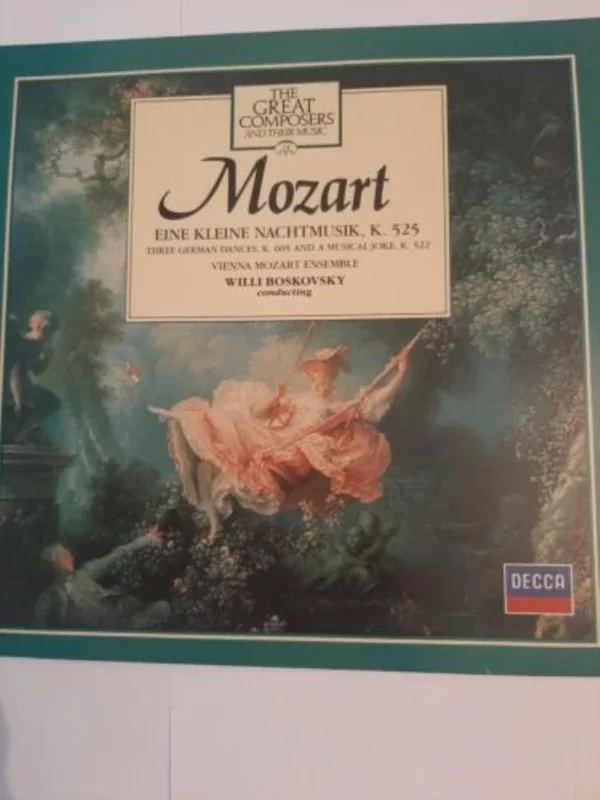 THE
GREAT
COMPOSERS
AND THEIR MUSIC
Mozart
EINE KLEINE NACHTMUSIK, K. 525
THREE GERMAN DANCES, K. 605 AND A MUSICAL JOKE, K. 522
VIENNA MOZART ENSEMBLE
WILLI BOSKOVSKY
conducting
DECCA